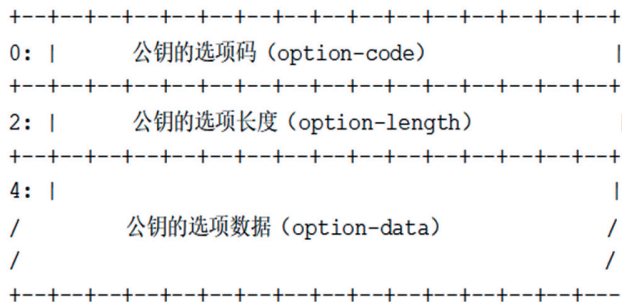 +--+--+--+--+--+--+--+--+--+--+--+--+--+--+--+--+
0: |        公钥的选项码（option-code）        |
+--+--+--+--+--+--+--+--+--+--+--+--+--+--+--+--+
2: |        公钥的选项长度（option-length）        |
+--+--+--+--+--+--+--+--+--+--+--+--+--+--+--+--+
4: |        |
/        公钥的选项数据（option-data）        /
/        /
+--+--+--+--+--+--+--+--+--+--+--+--+--+--+--+---